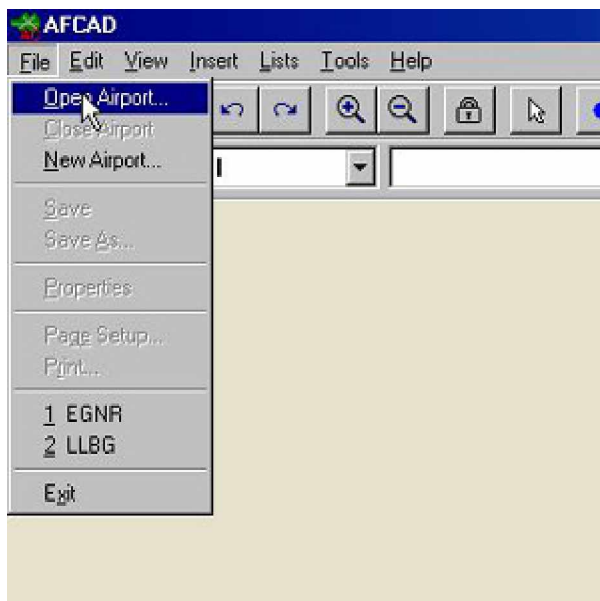 AFCAD
File Edit View Insert Lists Tools Help
Open Airport...
Close Airport
New Airport...
Save
Save As...
Properties
Page Setup...
Print...
1 EGNR
2 LLBG
Exit